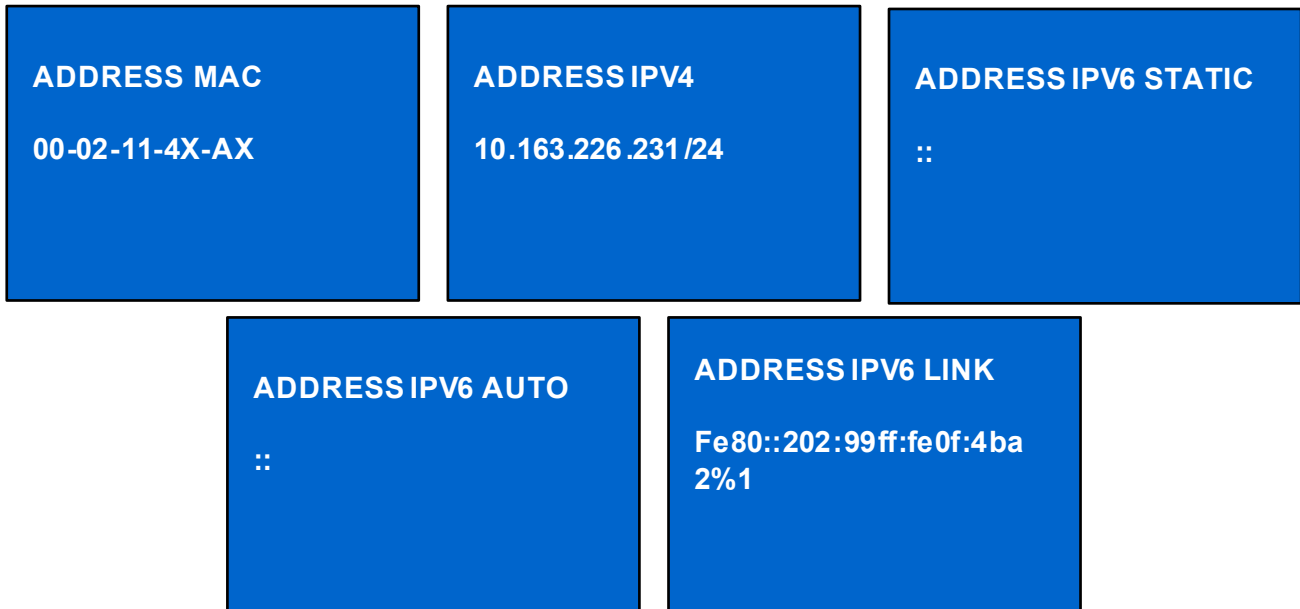 ADDRESS MAC
00-02-11-4X-AX
ADDRESS IPV4
10.163.226.231/24
ADDRESS IPV6 STATIC
::
ADDRESS IPV6 AUTO
::
ADDRESS IPV6 LINK
Fe80::202:99ff:fe0f:4ba
2%1